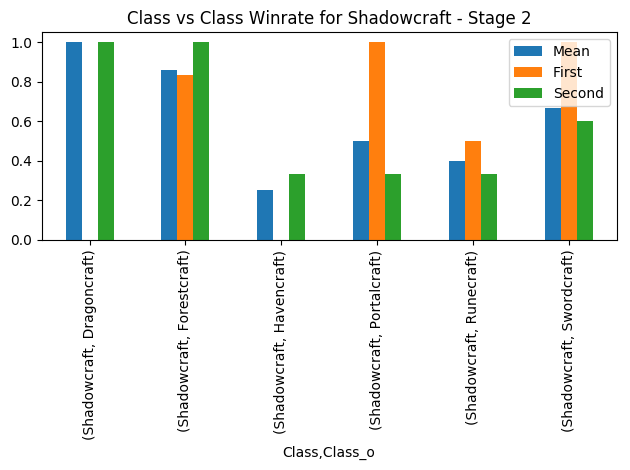 Class vs Class Winrate for Shadowcraft - Stage 2
1.0
0.8
0.6
0.4
0.2
0.0
Mean
First
Second
(Shadowcraft, Dragoncraft)
(Shadowcraft, Forestcraft)
(Shadowcraft, Havencraft)
(Shadowcraft, Portalcraft)
(Shadowcraft, Runecraft)
(Shadowcraft, Swordcraft)
Class,Class_o